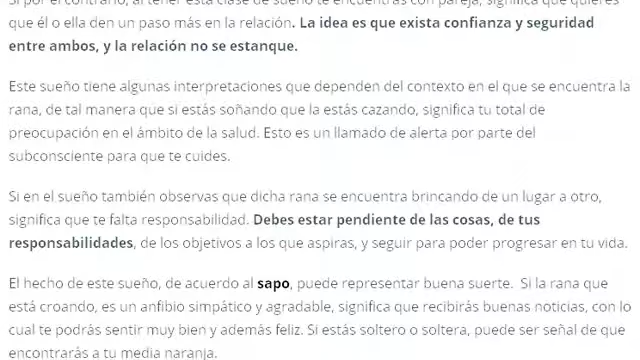 Si por el contrario, al tener esta clase de sueño te encuentras con pareja, significa que quieres
que él o ella den un paso más en la relación. La idea es que exista confianza y seguridad
entre ambos, y la relación no se estanque.
Este sueño tiene algunas interpretaciones que dependen del contexto en el que se encuentra la
rana, de tal manera que si estás soñando que la estás cazando, significa tu total de
preocupación en el ámbito de la salud. Esto es un llamado de alerta por parte del
subconsciente para que te cuides.
Si en el sueño también observas que dicha rana se encuentra brincando de un lugar a otro,
significa que te falta responsabilidad. Debes estar pendiente de las cosas, de tus
responsabilidades, de los objetivos a los que aspiras, y seguir para poder progresar en tu vida.
El hecho de este sueño, de acuerdo al sapo, puede representar buena suerte. Si la rana que
está croando, es un anfibio simpático y agradable, significa que recibirás buenas noticias, con lo
cual te podrás sentir muy bien y además feliz. Si estás soltero o soltera, puede ser señal de que
encontrarás a tu media naranja.